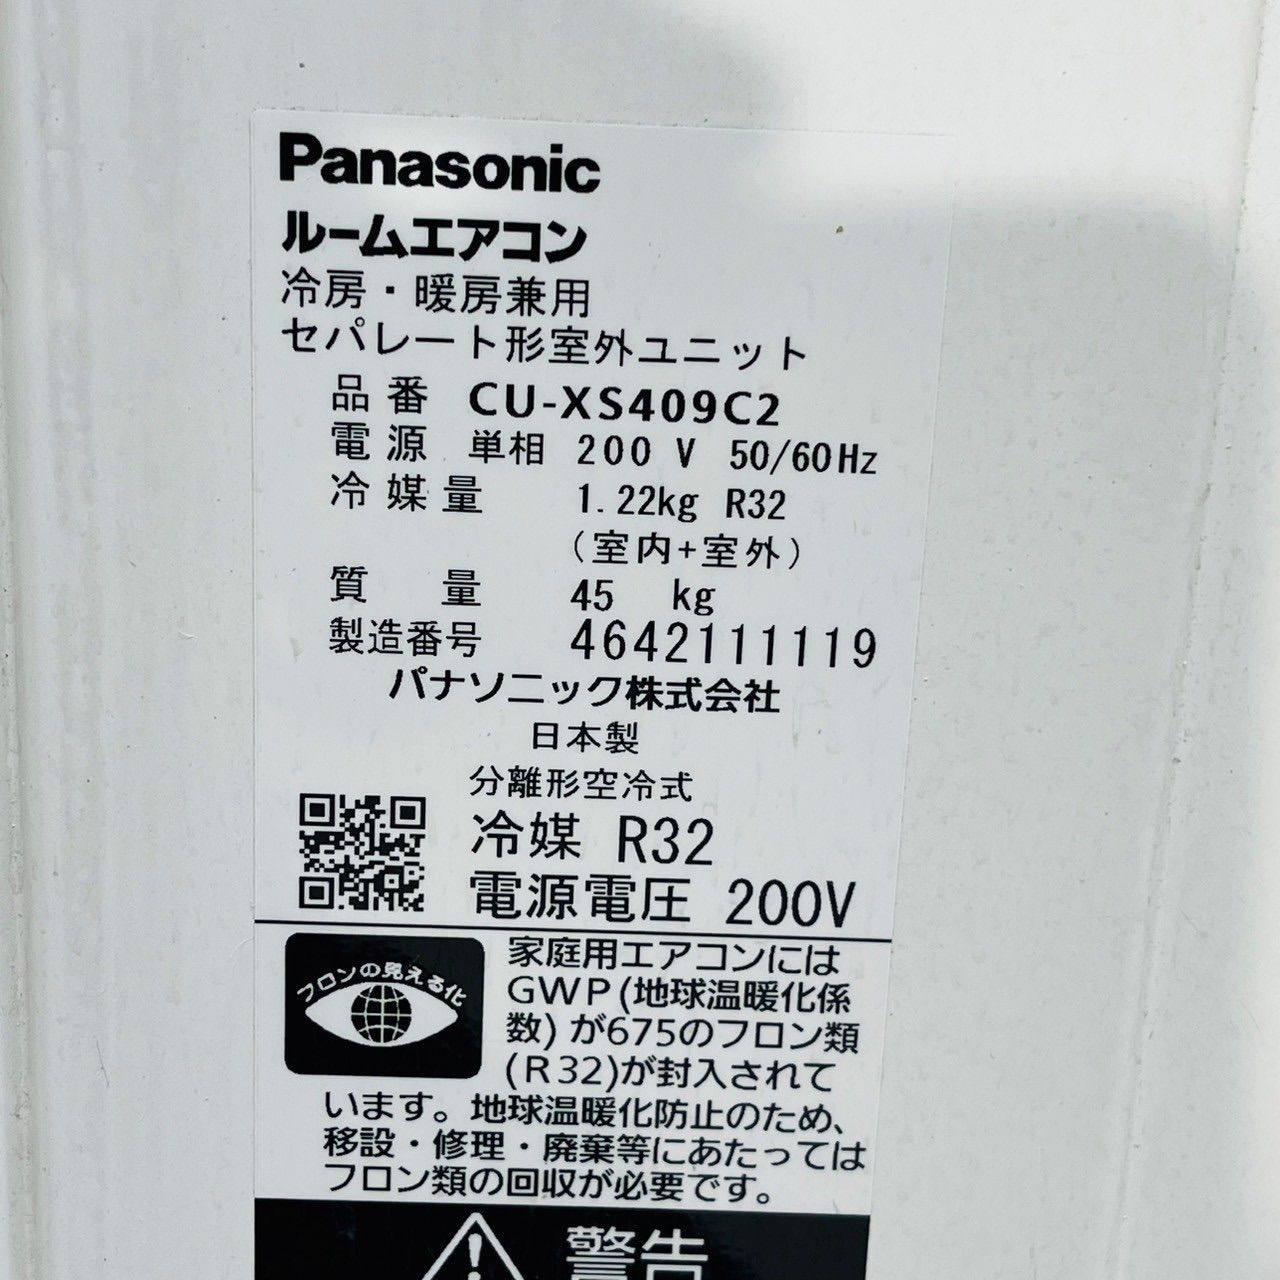 Panasonic
ルームエアコン
冷房・暖房兼用
セパレート形室外ユニット
品番 CU-XS409C2
電源 単相 200 V 50/60Hz
冷媒量 1.22kg R32
(室内+室外)
質量 45 kg
製造番号 4642111119
パナソニック株式会社
日本製
分離形空冷式
冷媒 R32
電源電圧 200V
フロンの見える化
家庭用エアコンには
GWP(地球温暖化係
数)が675のフロン類
(R32)が封入されて
います。地球温暖化防止のため、
移設・修理・廃棄等にあたっては
フロン類の回収が必要です。
警告